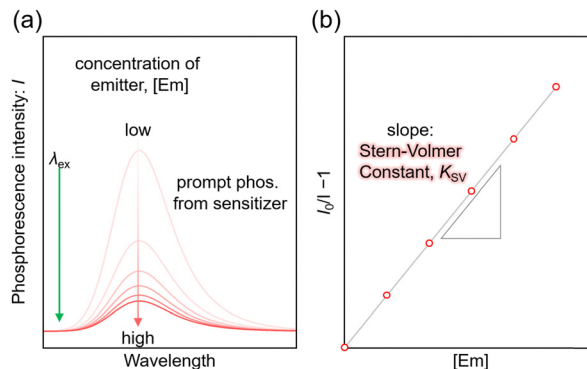 (a)
concentration of
emitter, [Em]
low
λex
prompt phos.
from sensitizer
high
Phosphorescence intensity: I
Wavelength
(b)
slope:
Stern-Volmer
Constant, KSV
I0/I −1
[Em]